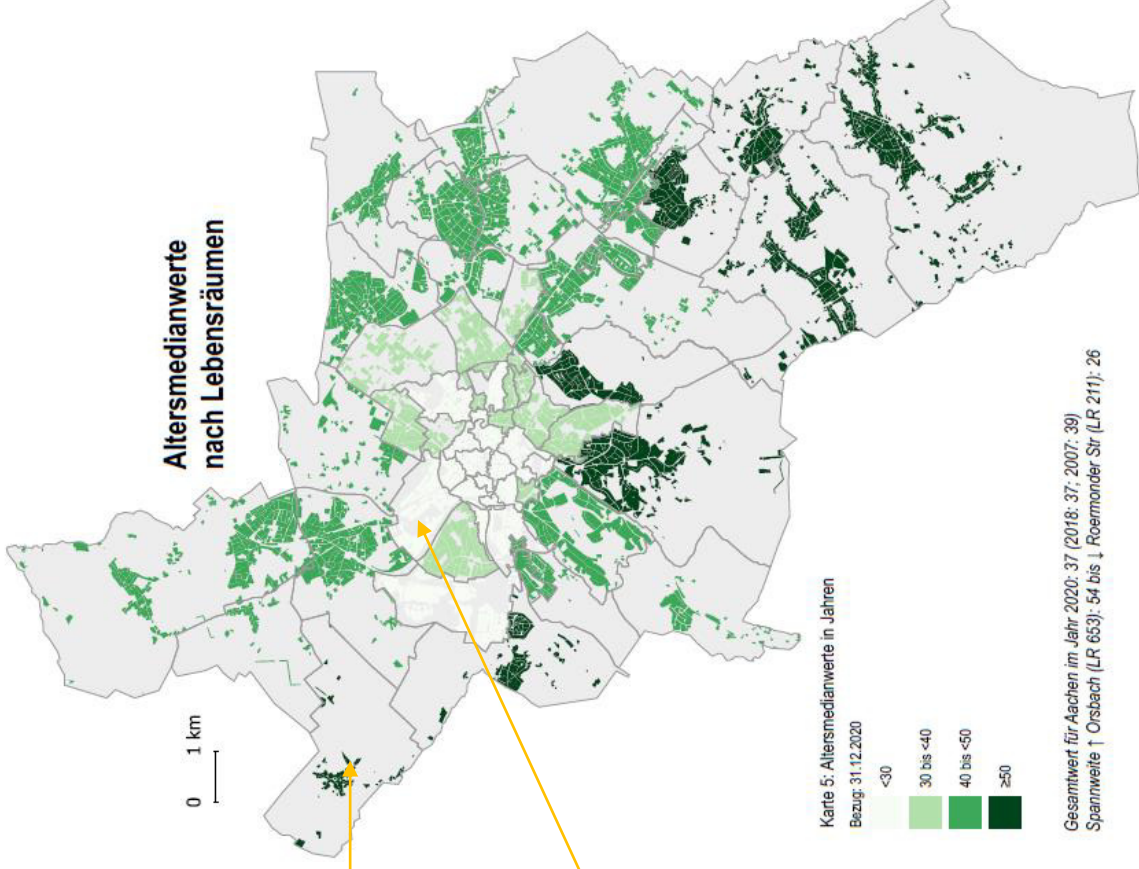 Altersmedianwerte
nach Lebensräumen
0 1 km
Karte 5: Altersmedianwerte in Jahren
Bezug: 31.12.2020
<30
30 bis <40
40 bis <50
≥50
Gesamtwert für Aachen im Jahr 2020: 37 (2018: 37; 2007: 39)
Spannweite ↑ Orsbach (LR 653): 54 bis ↓ Roermonder Str (LR 211): 26